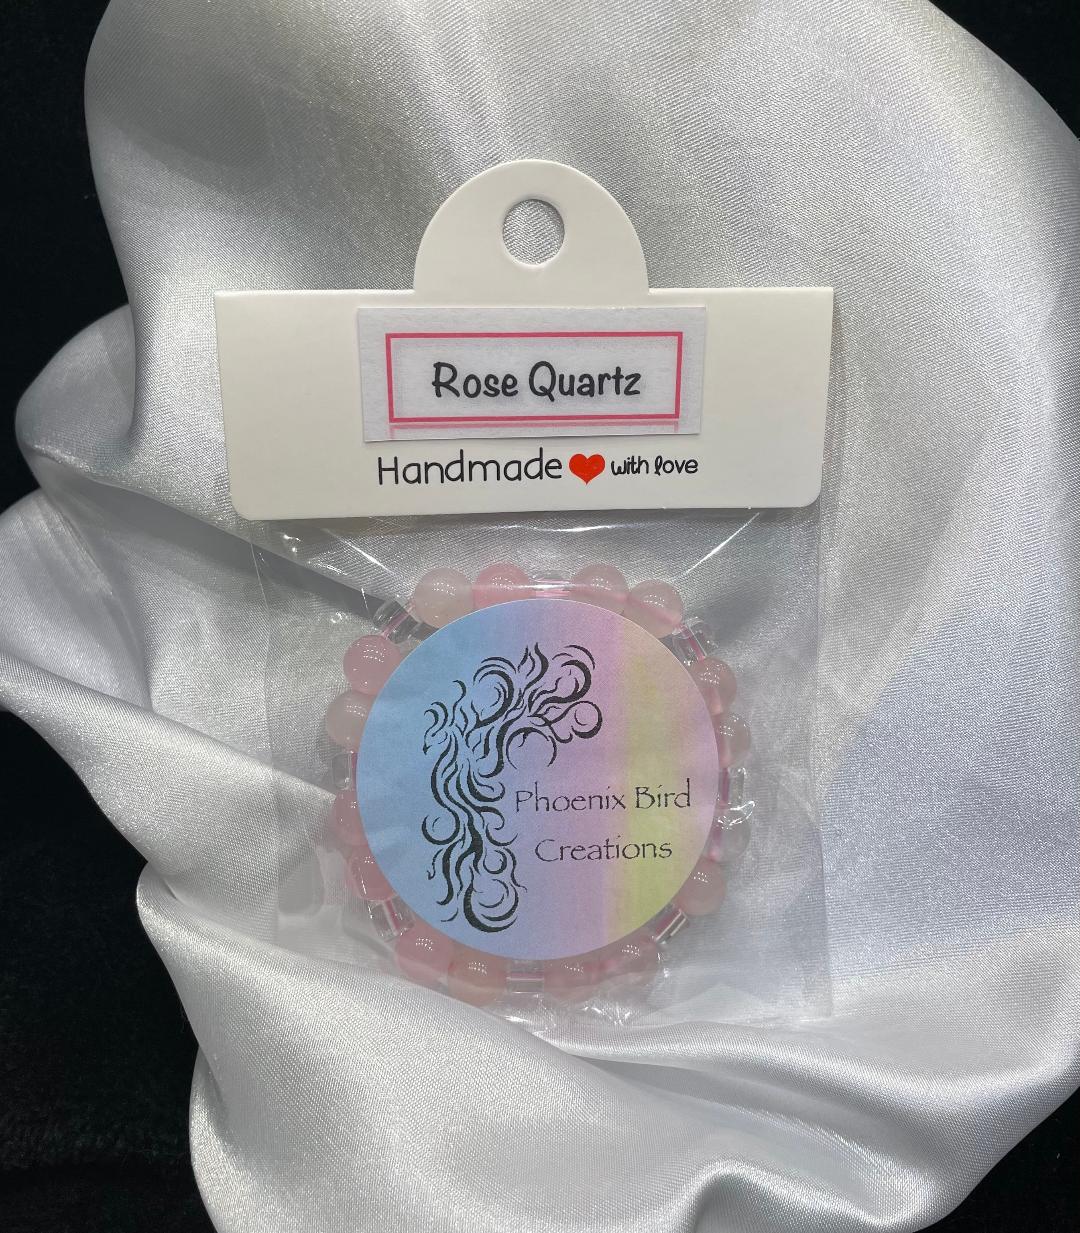 Rose Quartz
Handmade ❤ with love
Phoenix Bird
Creations